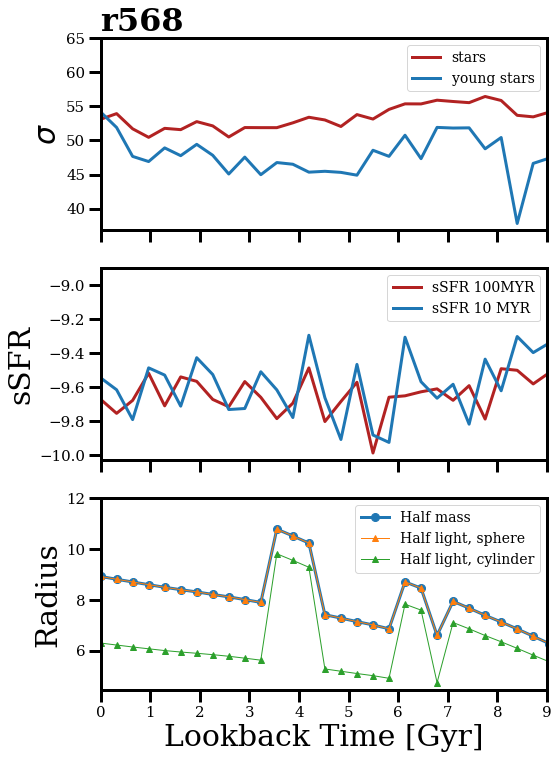 r568
65
60
55
50
45
40
σ
stars
young stars
−9.0
−9.2
−9.4
−9.6
−9.8
−10.0
sSFR
sSFR 100MYR
sSFR 10 MYR
12
10
8
6
Radius
Half mass
Half light, sphere
Half light, cylinder
0 1 2 3 4 5 6 7 8 9
Lookback Time [Gyr]